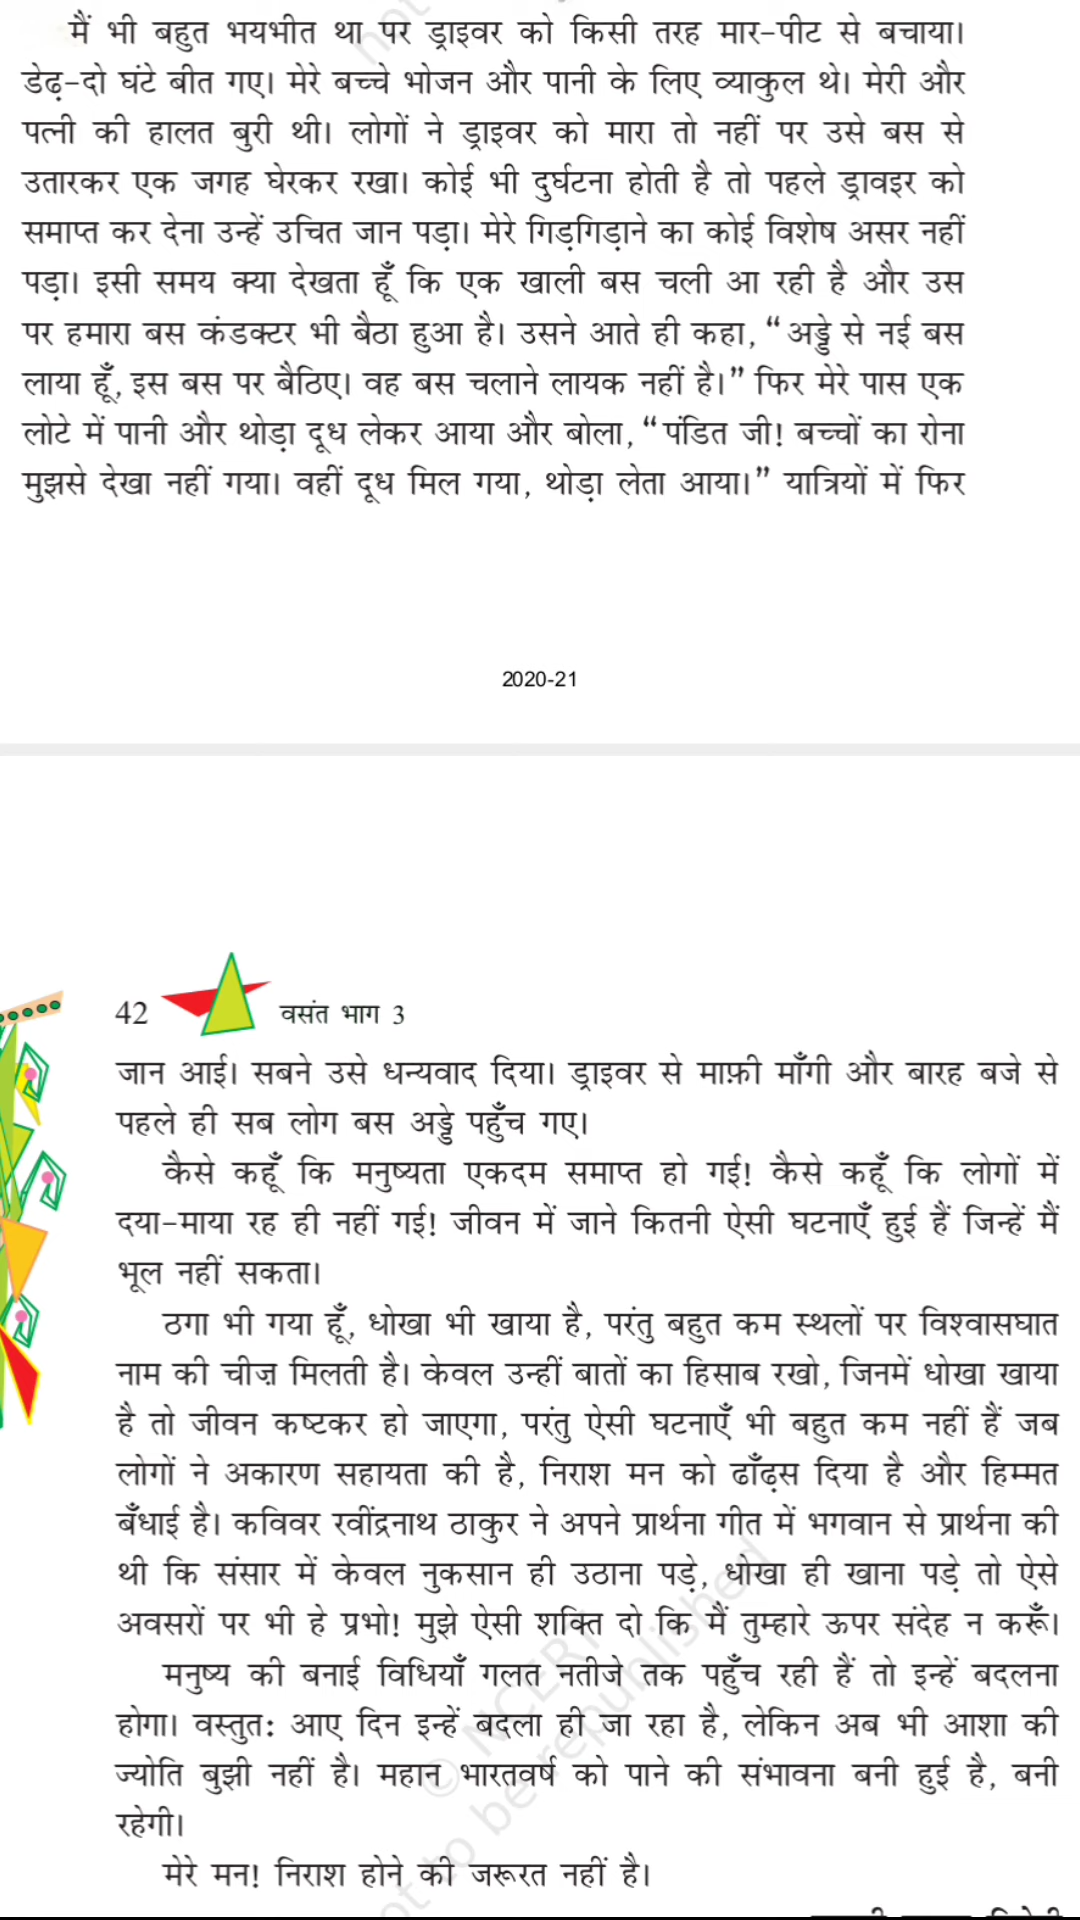 मैं भी बहुत भयभीत था पर ड्राइवर को किसी तरह मार-पीट से बचाया।
डेढ़-दो घंटे बीत गए। मेरे बच्चे भोजन और पानी के लिए व्याकुल थे। मेरी और
पत्नी की हालत बुरी थी। लोगों ने ड्राइवर को मारा तो नहीं पर उसे बस से
उतारकर एक जगह घेरकर रखा। कोई भी दुर्घटना होती है तो पहले ड्रावइर को
समाप्त कर देना उन्हें उचित जान पड़ा। मेरे गिड़गिड़ाने का कोई विशेष असर नहीं
पड़ा। इसी समय क्या देखता हूँ कि एक खाली बस चली आ रही है और उस
पर हमारा बस कंडक्टर भी बैठा हुआ है। उसने आते ही कहा, “अड्डे से नई बस
लाया हूँ, इस बस पर बैठिए। वह बस चलाने लायक नहीं है।” फिर मेरे पास एक
लोटे में पानी और थोड़ा दूध लेकर आया और बोला, “पंडित जी! बच्चों का रोना
मुझसे देखा नहीं गया। वहीं दूध मिल गया, थोड़ा लेता आया।” यात्रियों में फिर
2020-21
42 वसंत भाग 3
जान आई। सबने उसे धन्यवाद दिया। ड्राइवर से माफ़ी माँगी और बारह बजे से
पहले ही सब लोग बस अड्डे पहुँच गए।
कैसे कहूँ कि मनुष्यता एकदम समाप्त हो गई! कैसे कहूँ कि लोगों में
दया-माया रह ही नहीं गई! जीवन में जाने कितनी ऐसी घटनाएँ हुई हैं जिन्हें मैं
भूल नहीं सकता।
ठगा भी गया हूँ, धोखा भी खाया है, परंतु बहुत कम स्थलों पर विश्वासघात
नाम की चीज़ मिलती है। केवल उन्हीं बातों का हिसाब रखो, जिनमें धोखा खाया
है तो जीवन कष्टकर हो जाएगा, परंतु ऐसी घटनाएँ भी बहुत कम नहीं हैं जब
लोगों ने अकारण सहायता की है, निराश मन को ढाँढ़स दिया है और हिम्मत
बँधाई है। कविवर रवींद्रनाथ ठाकुर ने अपने प्रार्थना गीत में भगवान से प्रार्थना की
थी कि संसार में केवल नुकसान ही उठाना पड़े, धोखा ही खाना पड़े तो ऐसे
अवसरों पर भी हे प्रभो! मुझे ऐसी शक्ति दो कि मैं तुम्हारे ऊपर संदेह न करूँ।
मनुष्य की बनाई विधियाँ गलत नतीजे तक पहुँच रही हैं तो इन्हें बदलना
होगा। वस्तुतः आए दिन इन्हें बदला ही जा रहा है, लेकिन अब भी आशा की
ज्योति बुझी नहीं है। महान् भारतवर्ष को पाने की संभावना बनी हुई है, बनी
रहेगी।
मेरे मन! निराश होने की जरूरत नहीं है।
© NCERT
not to be republished